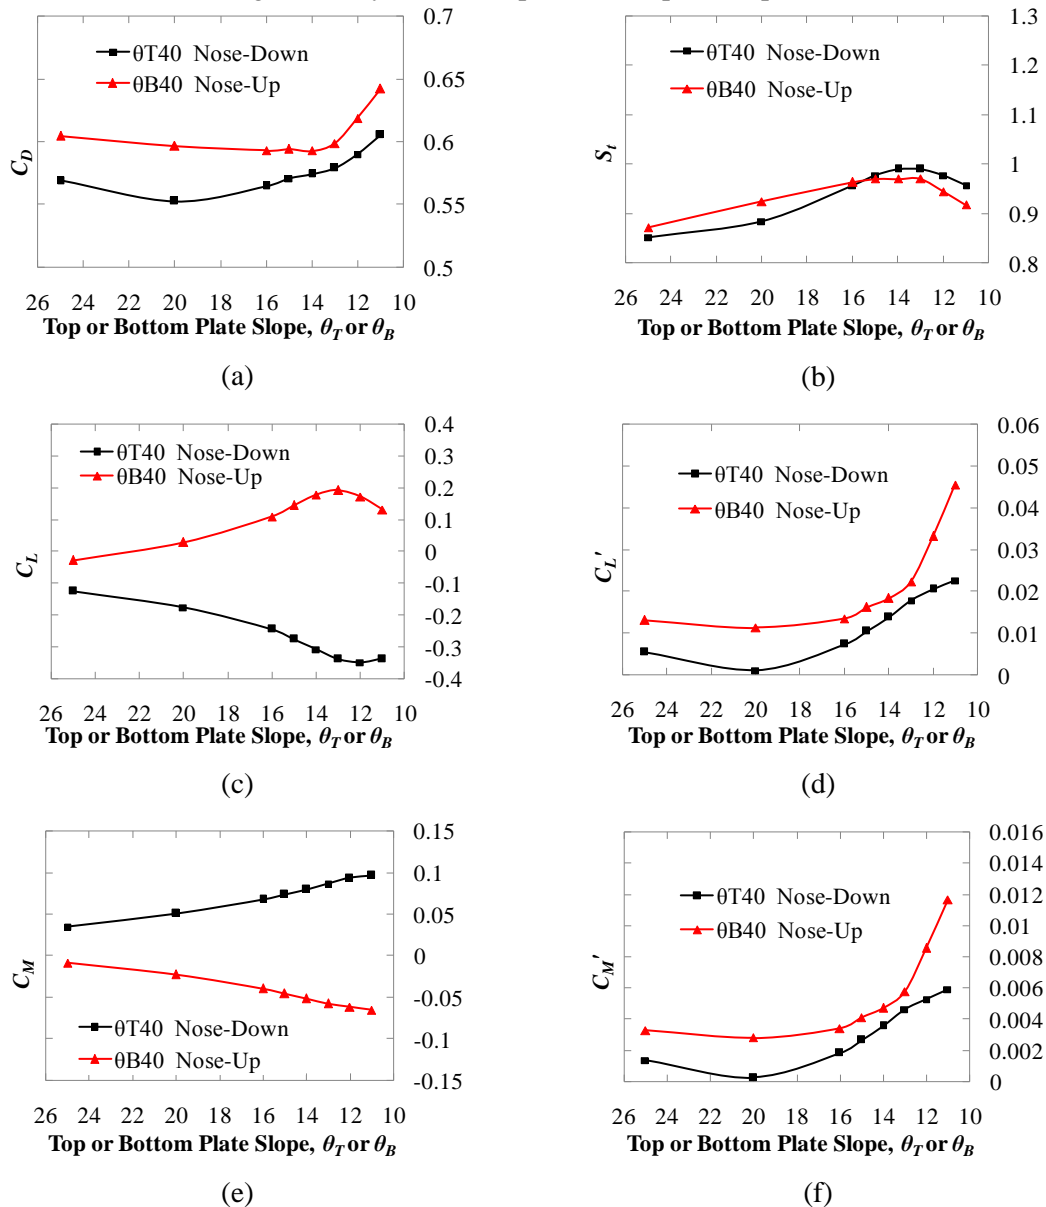 0.7
θT40 Nose-Down
θB40 Nose-Up
0.65
0.6
0.55
0.5
C_D
26 24 22 20 18 16 14 12 10
Top or Bottom Plate Slope, θ_T or θ_B
(a)
1.3
θT40 Nose-Down
θB40 Nose-Up
1.2
1.1
1
0.9
0.8
S_t
26 24 22 20 18 16 14 12 10
Top or Bottom Plate Slope, θ_T or θ_B
(b)
0.4
θT40 Nose-Down
θB40 Nose-Up
0.3
0.2
0.1
0
-0.1
-0.2
-0.3
-0.4
C_L
26 24 22 20 18 16 14 12 10
Top or Bottom Plate Slope, θ_T or θ_B
(c)
0.06
θT40 Nose-Down
θB40 Nose-Up
0.05
0.04
0.03
0.02
0.01
0
C_L'
26 24 22 20 18 16 14 12 10
Top or Bottom Plate Slope, θ_T or θ_B
(d)
0.15
0.1
0.05
0
-0.05
-0.1
-0.15
C_M
θT40 Nose-Down
θB40 Nose-Up
26 24 22 20 18 16 14 12 10
Top or Bottom Plate Slope, θ_T or θ_B
(e)
0.016
0.014
0.012
0.01
0.008
0.006
0.004
0.002
0
θT40 Nose-Down
θB40 Nose-Up
C_M'
26 24 22 20 18 16 14 12 10
Top or Bottom Plate Slope, θ_T or θ_B
(f)